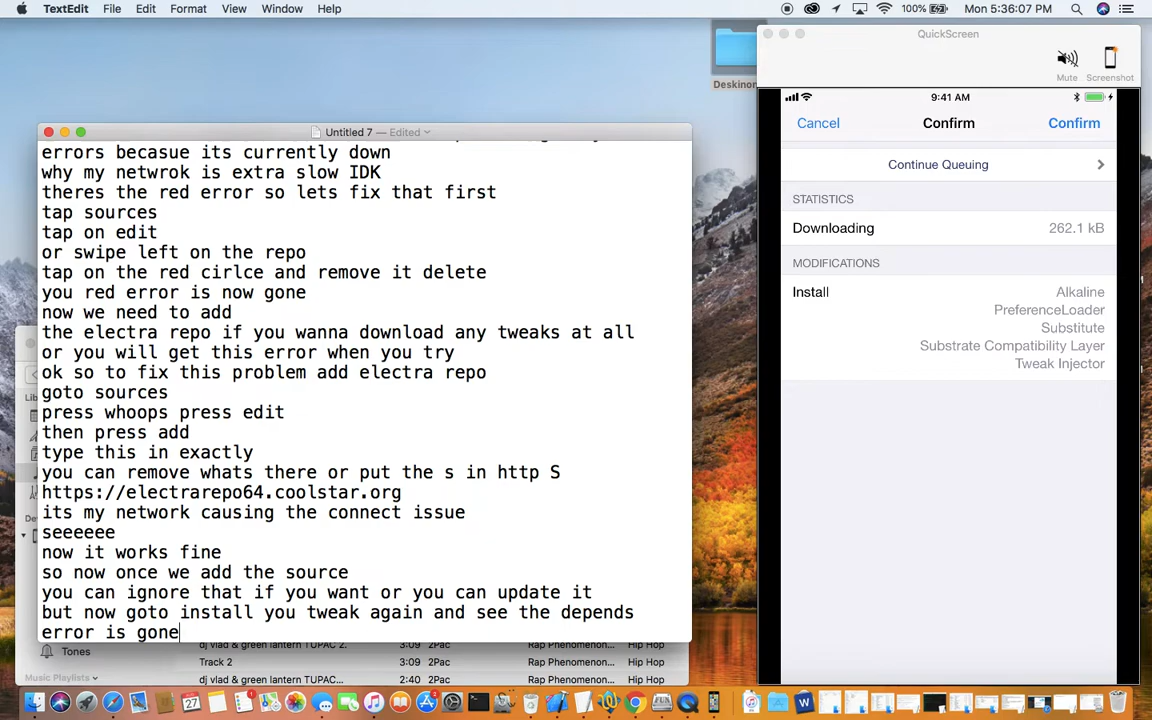 TextEdit File Edit Format View Window Help 100% Mon 5:36:07 PM
QuickScreen
Mute Screenshot
Deskinor
9:41 AM
Cancel Confirm Confirm
Continue Queuing
STATISTICS
Downloading 262.1 kB
MODIFICATIONS
Install Alkaline
PreferenceLoader
Substitute
Substrate Compatibility Layer
Tweak Injector
Untitled 7 — Edited
errors becasue its currently down
why my netwrok is extra slow IDK
theres the red error so lets fix that first
tap sources
tap on edit
or swipe left on the repo
tap on the red cirlce and remove it delete
you red error is now gone
now we need to add
the electra repo if you wanna download any tweaks at all
or you will get this error when you try
ok so to fix this problem add electra repo
goto sources
press whoops press edit
then press add
type this in exactly
you can remove whats there or put the s in http S
https://electrarepo64.coolstar.org
its my network causing the connect issue
seeeeee
now it works fine
so now once we add the source
you can ignore that if you want or you can update it
but now goto install you tweak again and see the depends
error is gone
Lib
De
Tones
Music Playlists
dj vlad & green lantern TUPAC 2. 3:09 2Pac Rap Phenomenon... Hip Hop
Track 2 3:09 2Pac Rap Phenomenon... Hip Hop
2:40 2Pac Rap Phenomenon... Hip Hop
27